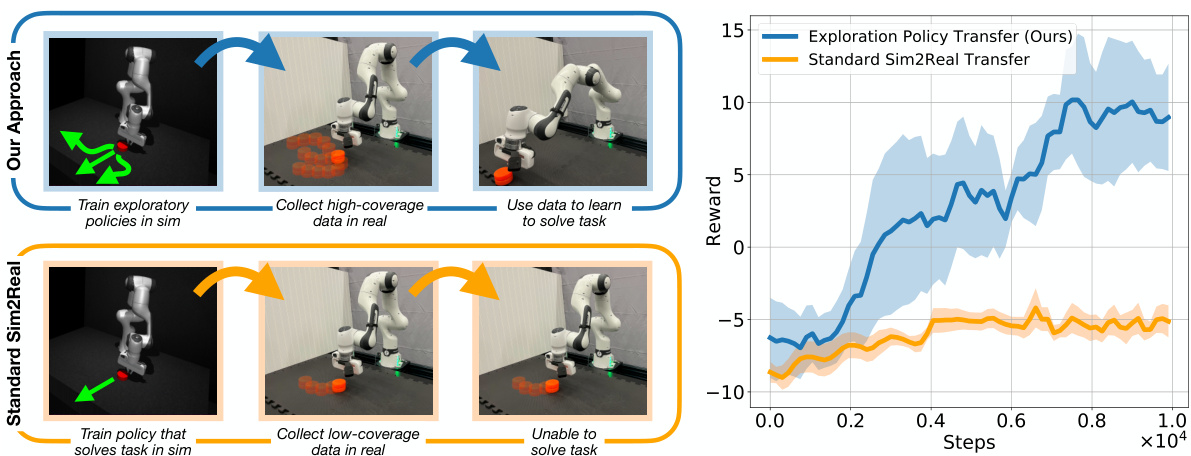 Our Approach
Train exploratory
policies in sim
Collect high-coverage
data in real
Use data to learn
to solve task
Standard Sim2Real
Train policy that
solves task in sim
Collect low-coverage
data in real
Unable to
solve task
Exploration Policy Transfer (Ours)
Standard Sim2Real Transfer
Reward
15
10
5
0
−5
−10
0.0 0.2 0.4 0.6 0.8 1.0
×10⁴
Steps